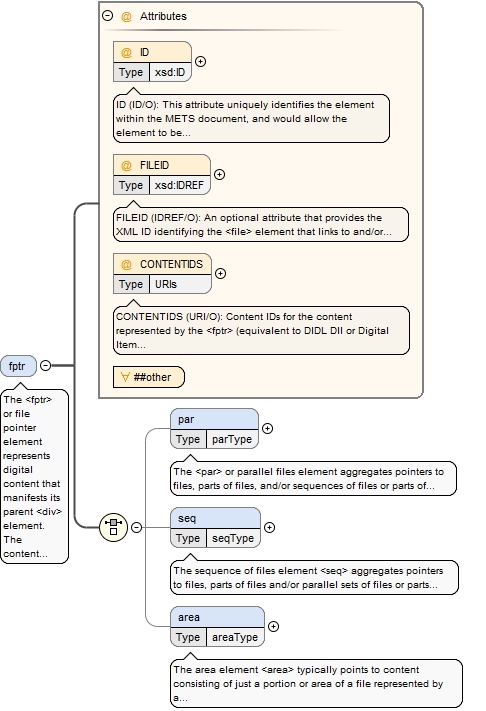 @ Attributes
@ ID
Type xsd:ID
ID (ID/O): This attribute uniquely identifies the element
within the METS document, and would allow the
element to be...
@ FILEID
Type xsd:IDREF
FILEID (IDREF/O): An optional attribute that provides the
XML ID identifying the <file> element that links to and/or...
@ CONTENTIDS
Type URIs
CONTENTIDS (URI/O): Content IDs for the content
represented by the <fptr> (equivalent to DIDL DII or Digital
Item...
∀ ##other
fptr
The <fptr>
or file
pointer
element
represents
digital
content that
manifests its
parent <div>
element.
The
content...
par
Type parType
The <par> or parallel files element aggregates pointers to
files, parts of files, and/or sequences of files or parts of...
seq
Type seqType
The sequence of files element <seq> aggregates pointers
to files, parts of files and/or parallel sets of files or parts...
area
Type areaType
The area element <area> typically points to content
consisting of just a portion or area of a file represented by
a...